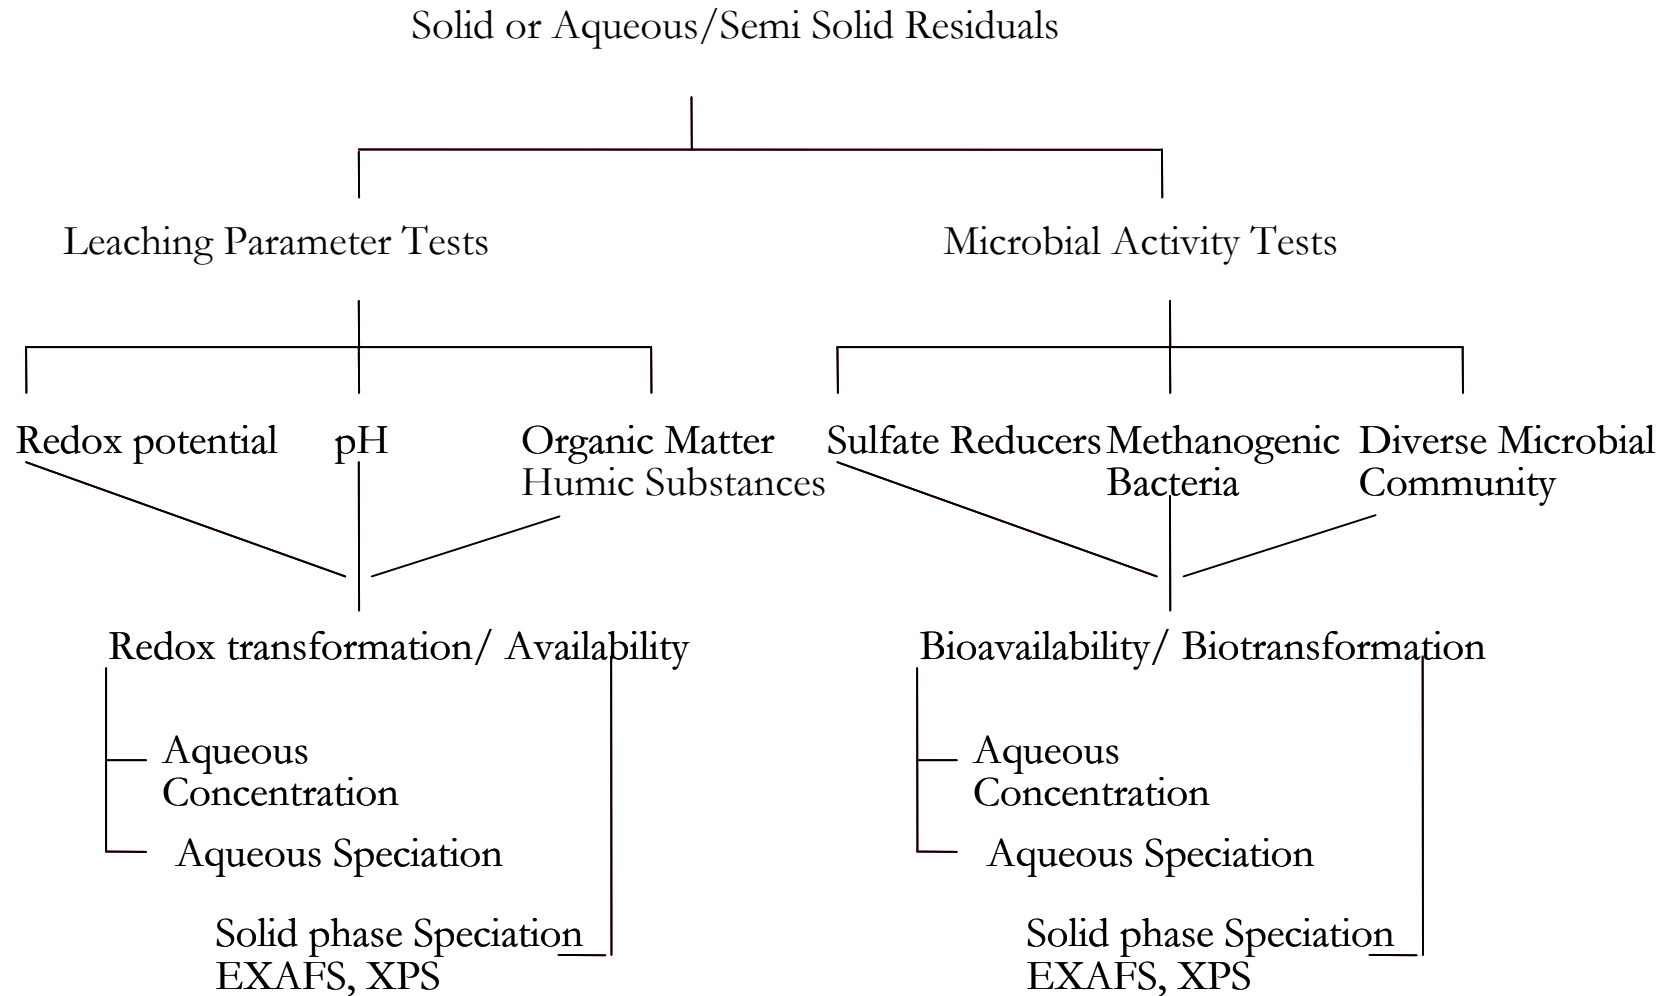 Solid or Aqueous/Semi Solid Residuals
Leaching Parameter Tests
Microbial Activity Tests
Redox potential
pH
Organic Matter
Humic Substances
Sulfate Reducers
Methanogenic
Bacteria
Diverse Microbial
Community
Redox transformation/ Availability
Aqueous
Concentration
Aqueous Speciation
Solid phase Speciation
EXAFS, XPS
Bioavailability/ Biotransformation
Aqueous
Concentration
Aqueous Speciation
Solid phase Speciation
EXAFS, XPS